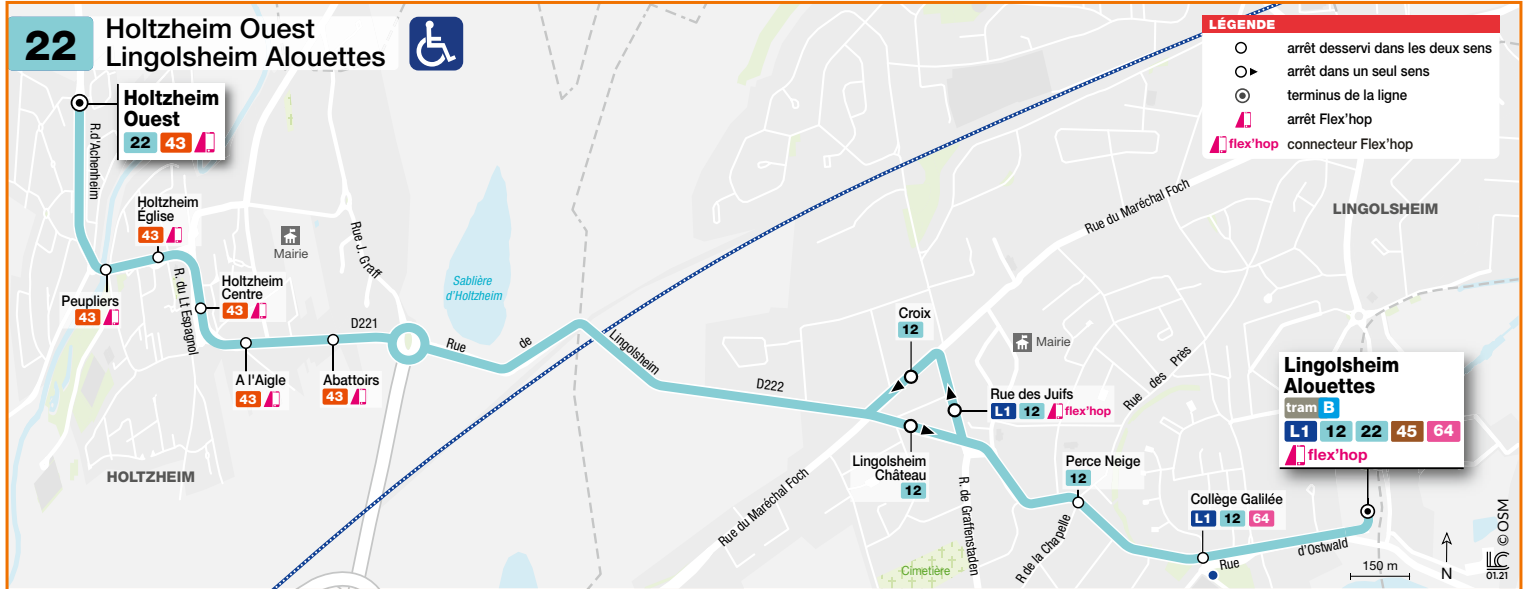 22
Holtzheim Ouest
Lingolsheim Alouettes
LÉGENDE
arrêt desservi dans les deux sens
arrêt dans un seul sens
terminus de la ligne
arrêt Flex'hop
flex'hop connecteur Flex'hop
Holtzheim
Ouest
22 43
R.d'Achenheim
Holtzheim
Église
43
Mairie
Rue J. Graff
Peupliers
43
R. du Lt Espagnol
Holtzheim
Centre
43
D221
A l'Aigle
43
Abattoirs
43
HOLTZHEIM
Sablière
d'Holtzheim
Rue de Lingolsheim
D222
Rue du Maréchal Foch
LINGOLSHEIM
Croix
12
Mairie
Rue des Juifs
L1 12 flex'hop
Rue des Près
Lingolsheim
Château
12
Rue du Maréchal Foch
R. de Graffenstaden
Cimetière
Perce Neige
12
R de la Chapelle
Collège Galilée
L1 12 64
Rue d'Ostwald
Lingolsheim
Alouettes
tram B
L1 12 22 45 64
flex'hop
150 m
N
© OSM
LC
01.21